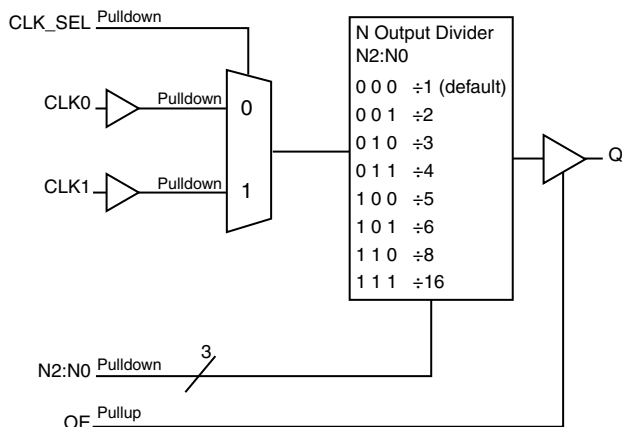 CLK_SEL Pulldown
N Output Divider
N2:N0
0 0 0 ÷1 (default)
0 0 1 ÷2
0 1 0 ÷3
0 1 1 ÷4
1 0 0 ÷5
1 0 1 ÷6
1 1 0 ÷8
1 1 1 ÷16
CLK0 Pulldown 0
CLK1 Pulldown 1
Q
N2:N0 Pulldown 3
OE Pullup